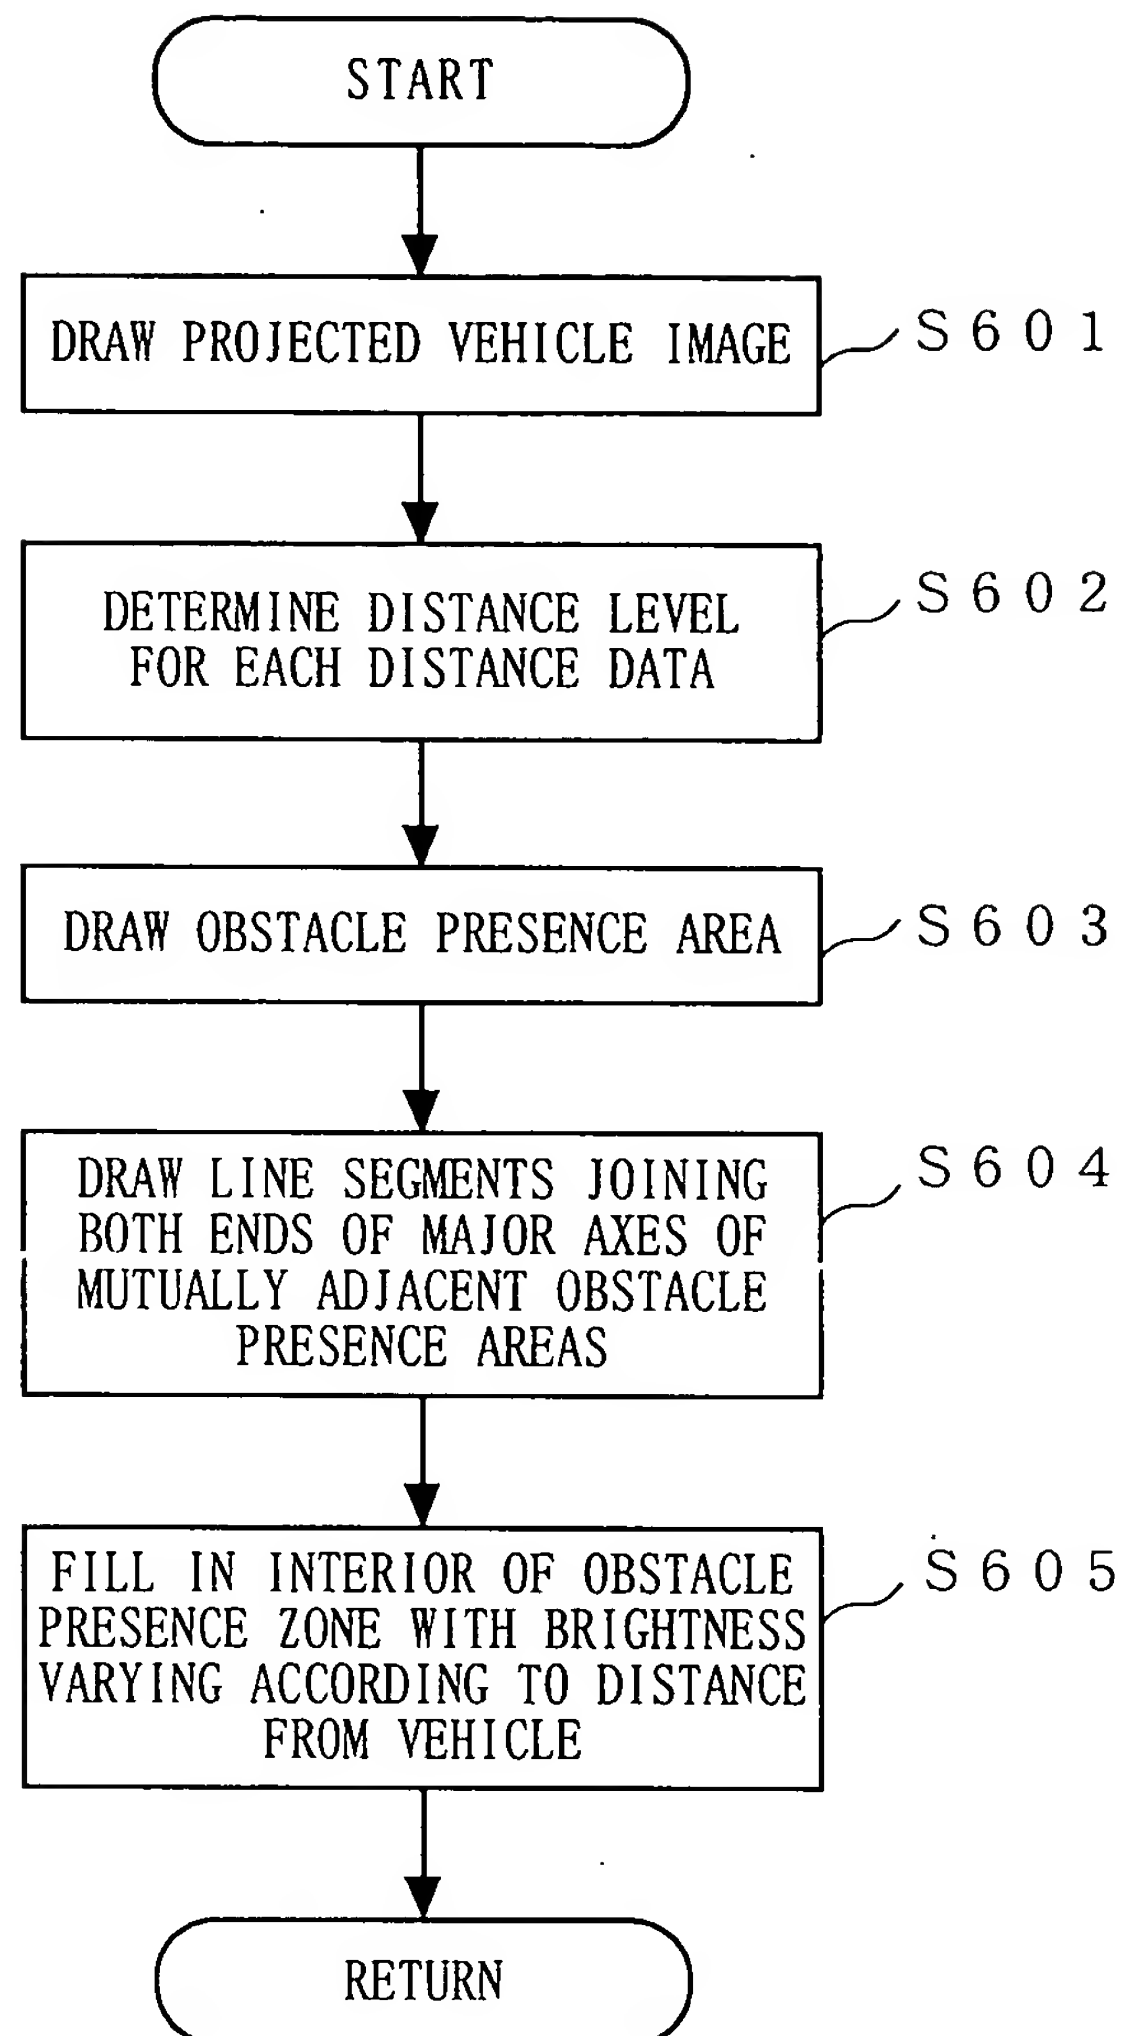 START
DRAW PROJECTED VEHICLE IMAGE
S601
DETERMINE DISTANCE LEVEL
FOR EACH DISTANCE DATA
S602
DRAW OBSTACLE PRESENCE AREA
S603
DRAW LINE SEGMENTS JOINING
BOTH ENDS OF MAJOR AXES OF
MUTUALLY ADJACENT OBSTACLE
PRESENCE AREAS
S604
FILL IN INTERIOR OF OBSTACLE
PRESENCE ZONE WITH BRIGHTNESS
VARYING ACCORDING TO DISTANCE
FROM VEHICLE
S605
RETURN